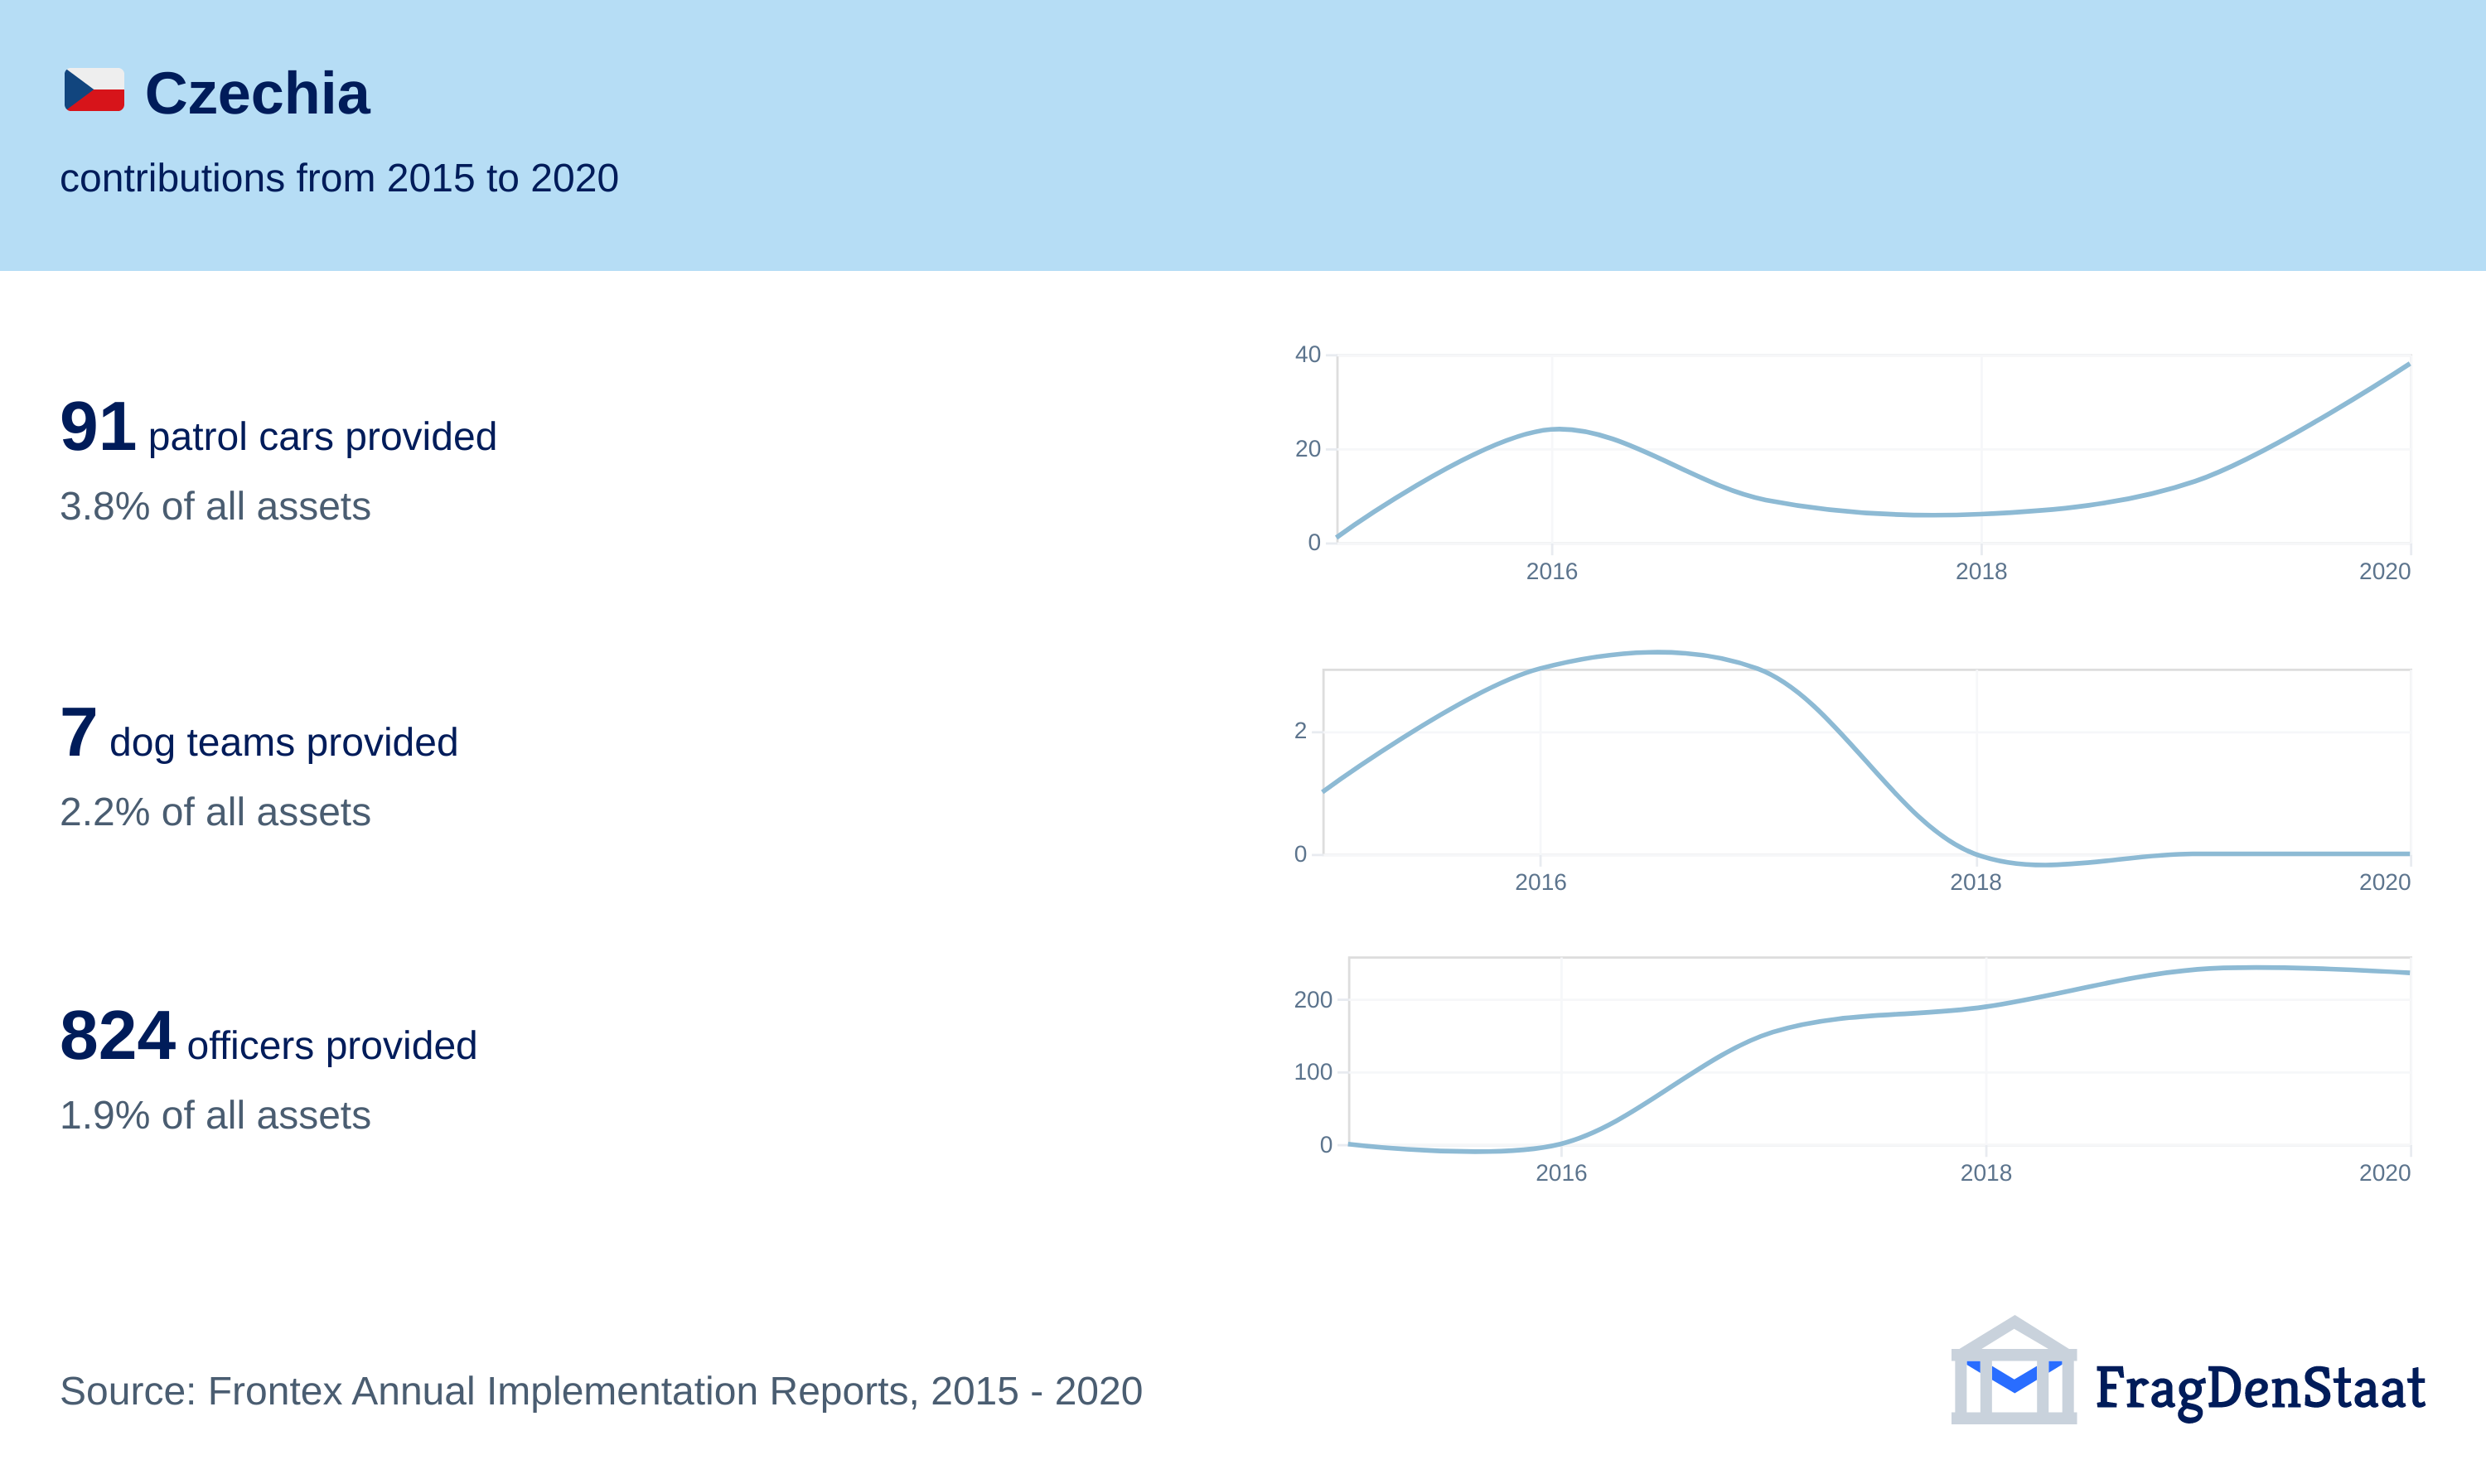 Czechia
contributions from 2015 to 2020
91 patrol cars provided
3.8% of all assets
40
20
0
2016 2018 2020
7 dog teams provided
2.2% of all assets
2
0
2016 2018 2020
824 officers provided
1.9% of all assets
200
100
0
2016 2018 2020
Source: Frontex Annual Implementation Reports, 2015 - 2020
FragDenStaat